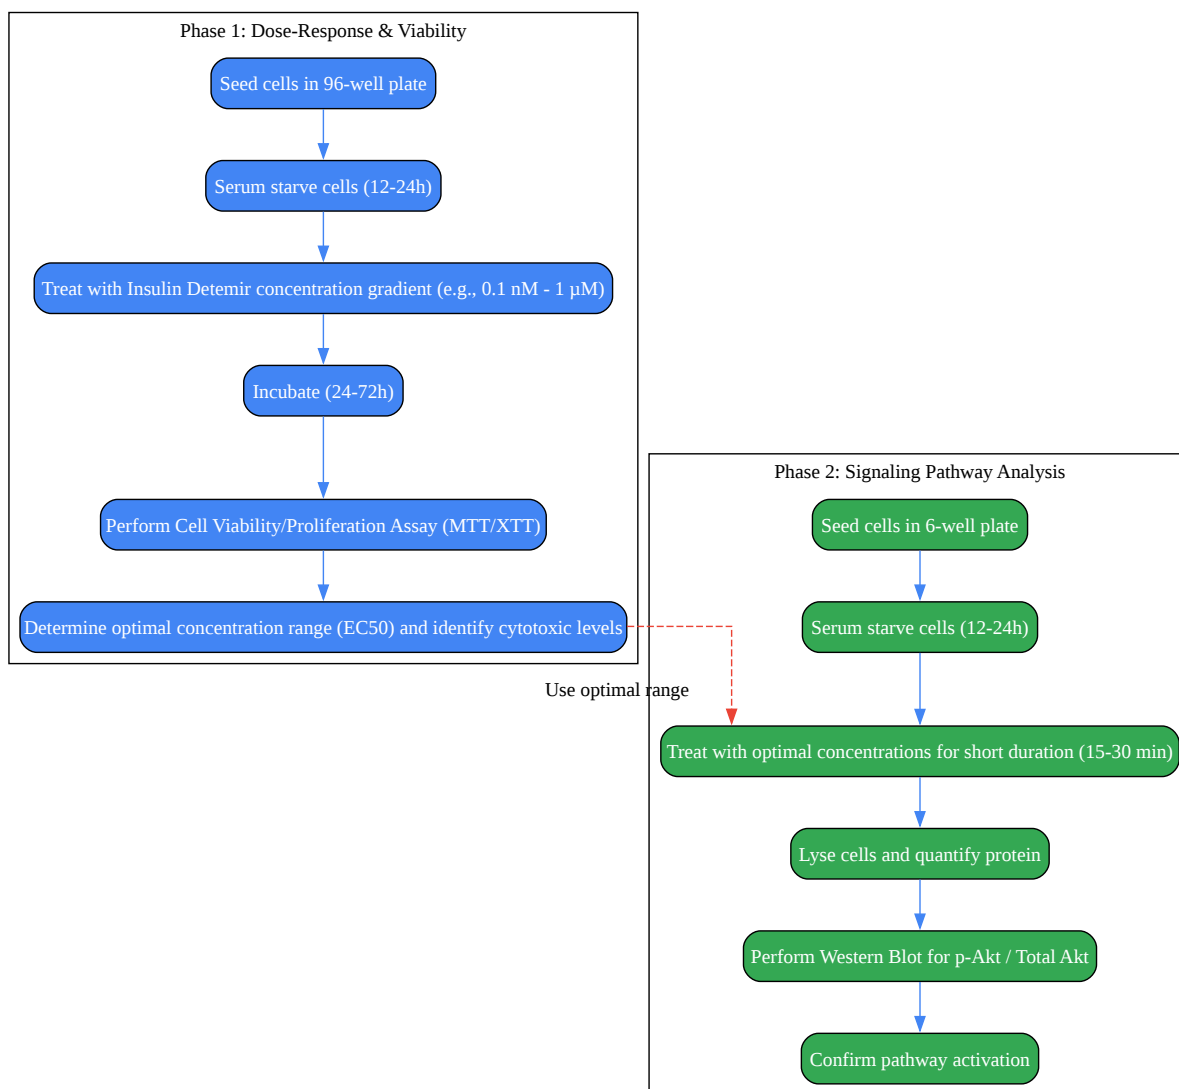 Phase 1: Dose-Response & Viability
Seed cells in 96-well plate
Serum starve cells (12-24h)
Treat with Insulin Detemir concentration gradient (e.g., 0.1 nM - 1 µM)
Incubate (24-72h)
Perform Cell Viability/Proliferation Assay (MTT/XTT)
Determine optimal concentration range (EC50) and identify cytotoxic levels
Use optimal range
Phase 2: Signaling Pathway Analysis
Seed cells in 6-well plate
Serum starve cells (12-24h)
Treat with optimal concentrations for short duration (15-30 min)
Lyse cells and quantify protein
Perform Western Blot for p-Akt / Total Akt
Confirm pathway activation